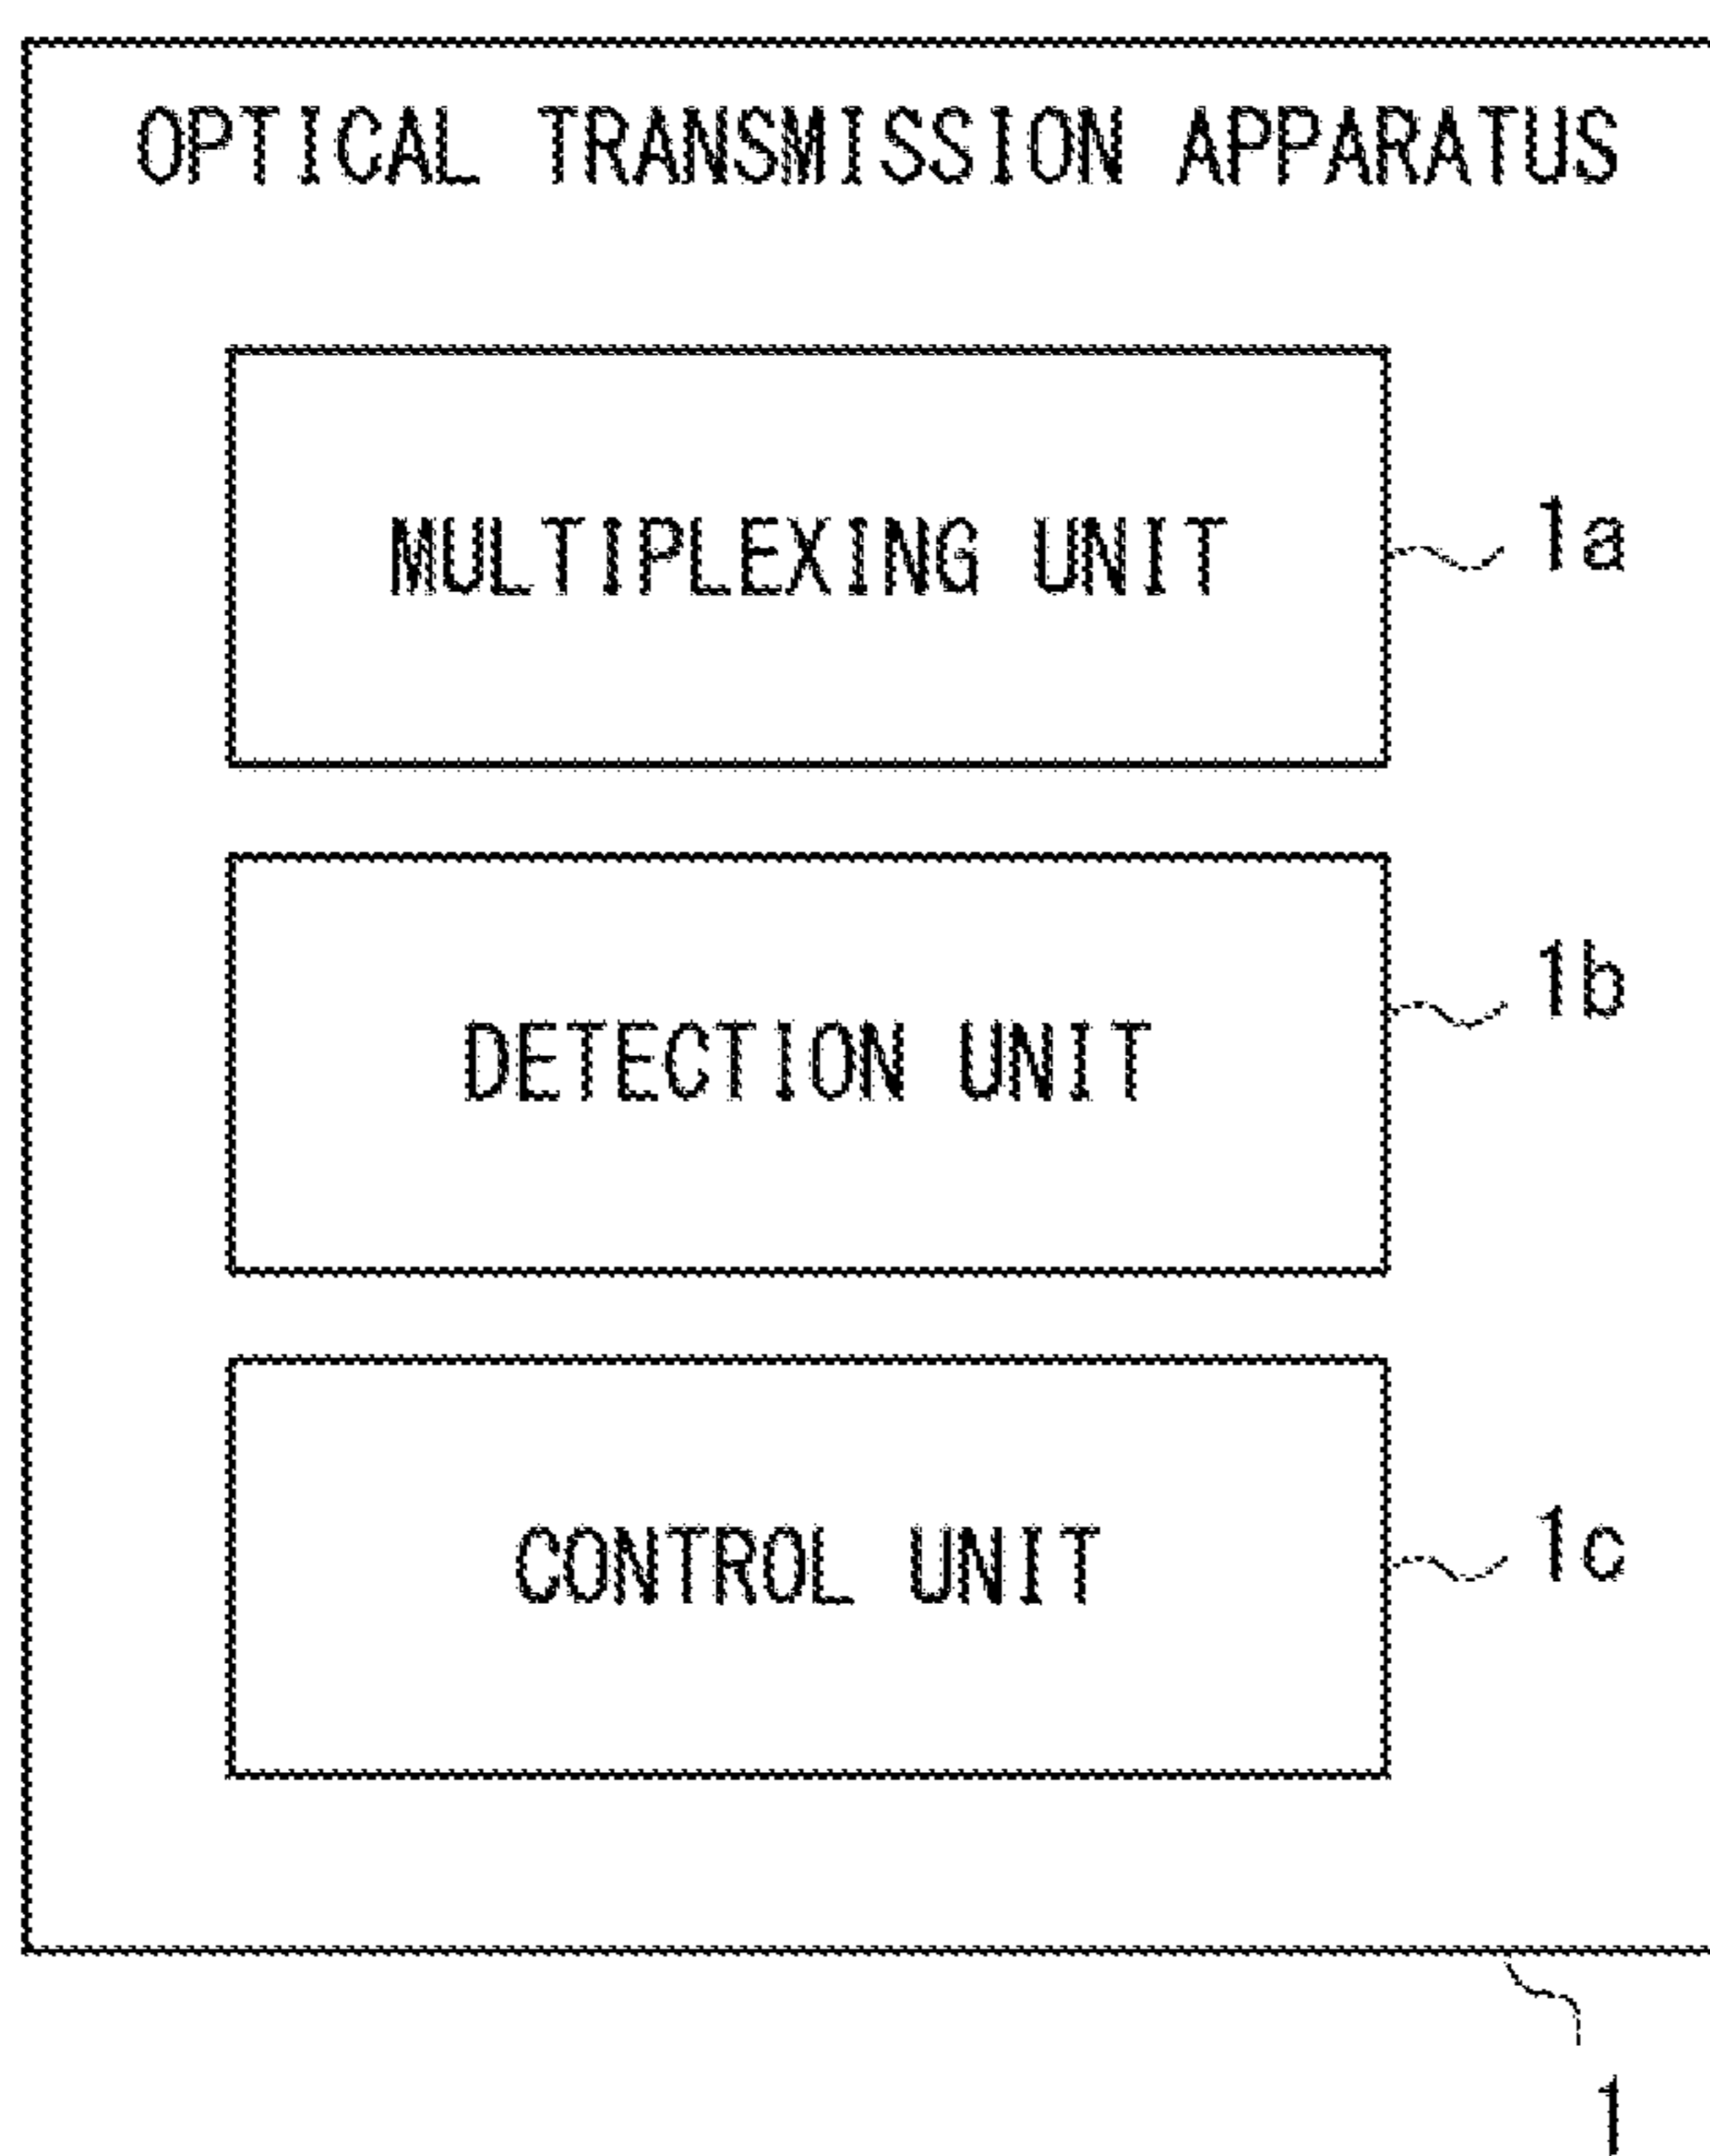 OPTICAL TRANSMISSION APPARATUS
MULTIPLEXING UNIT
1a
DETECTION UNIT
1b
CONTROL UNIT
1c
1